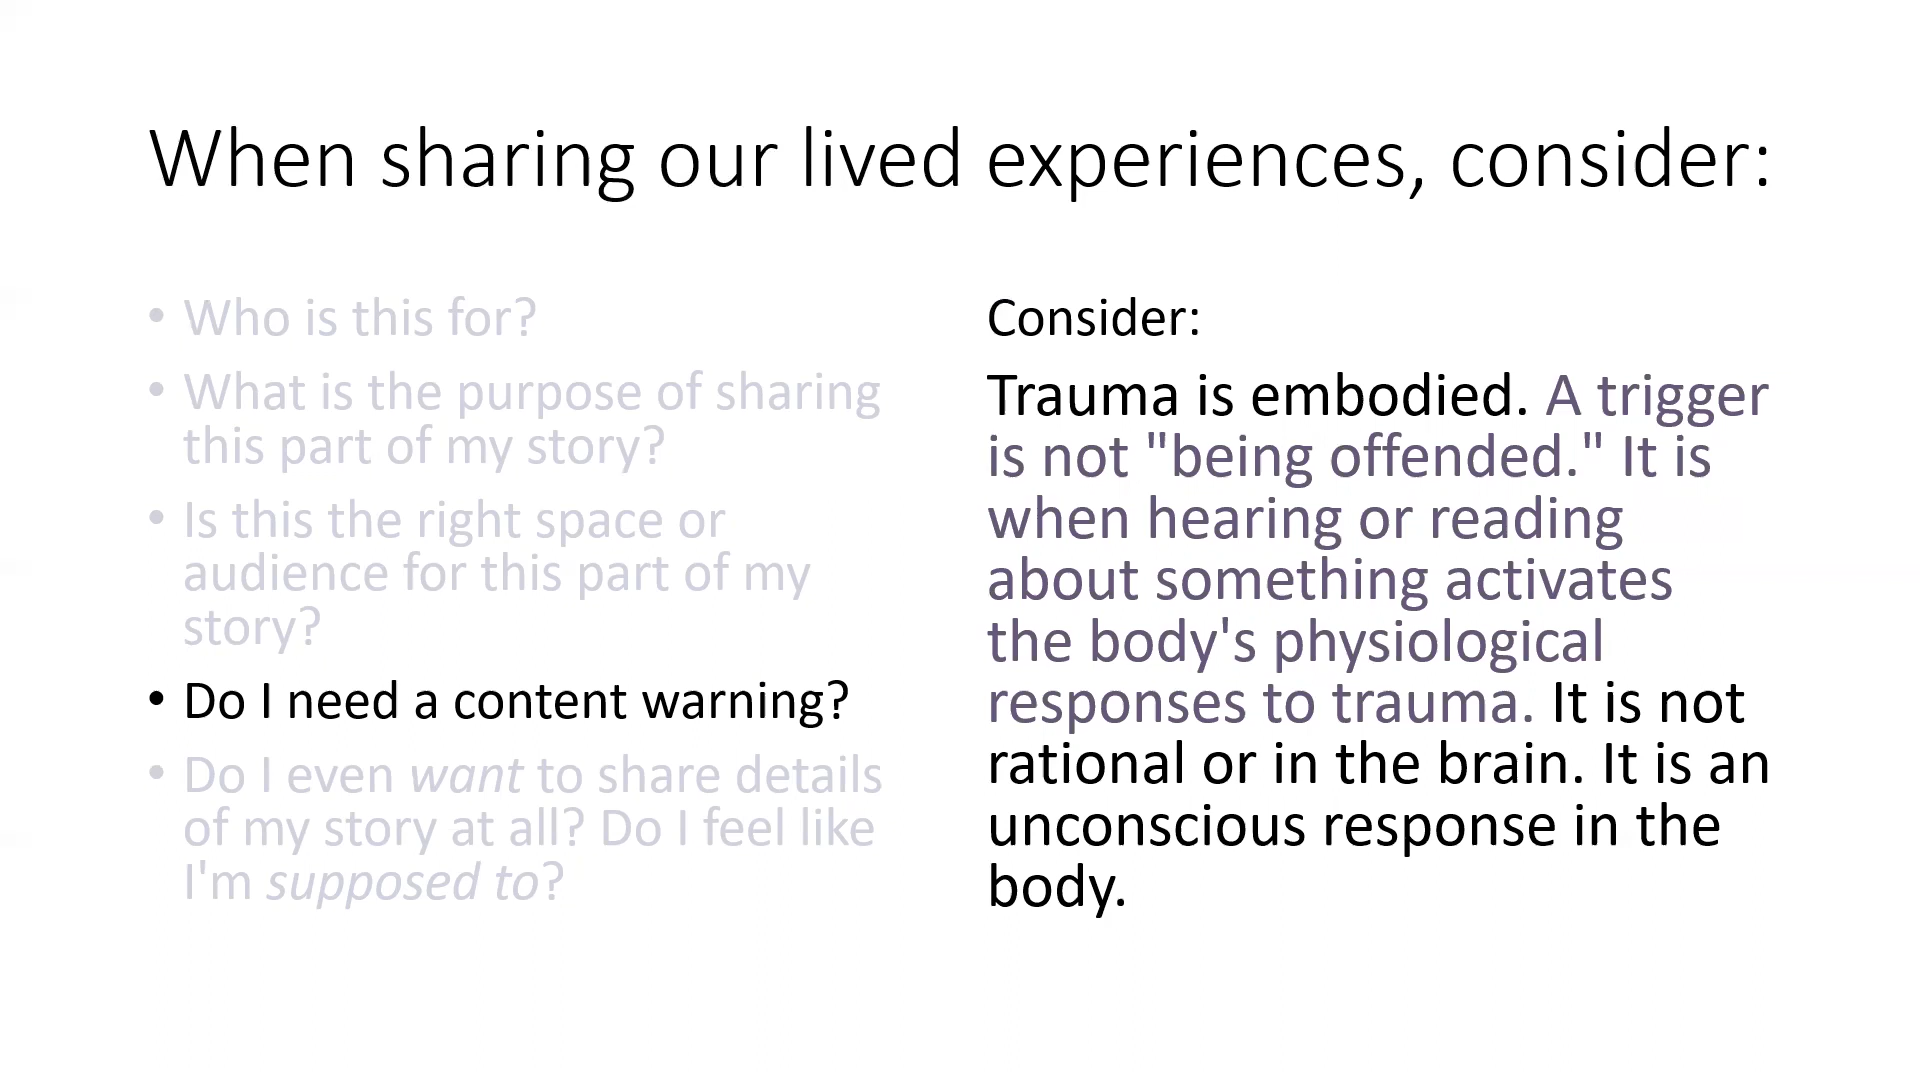 When sharing our lived experiences, consider:
• Who is this for?
• What is the purpose of sharing
this part of my story?
• Is this the right space or
audience for this part of my
story?
• Do I need a content warning?
• Do I even want to share details
of my story at all? Do I feel like
I'm supposed to?
Consider:
Trauma is embodied. A trigger
is not "being offended." It is
when hearing or reading
about something activates
the body's physiological
responses to trauma. It is not
rational or in the brain. It is an
unconscious response in the
body.